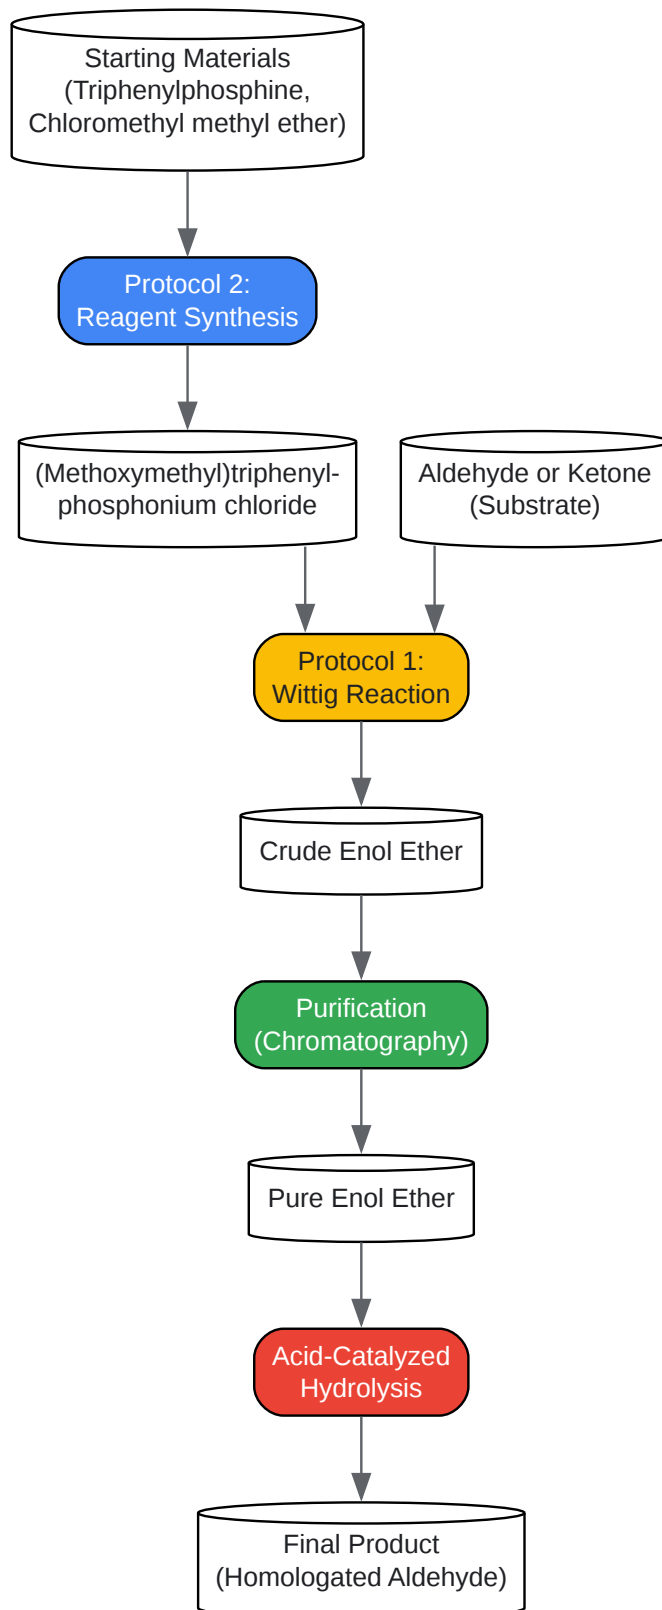 Starting Materials
(Triphenylphosphine,
Chloromethyl methyl ether)
Protocol 2:
Reagent Synthesis
(Methoxymethyl)triphenyl-
phosphonium chloride
Aldehyde or Ketone
(Substrate)
Protocol 1:
Wittig Reaction
Crude Enol Ether
Purification
(Chromatography)
Pure Enol Ether
Acid-Catalyzed
Hydrolysis
Final Product
(Homologated Aldehyde)